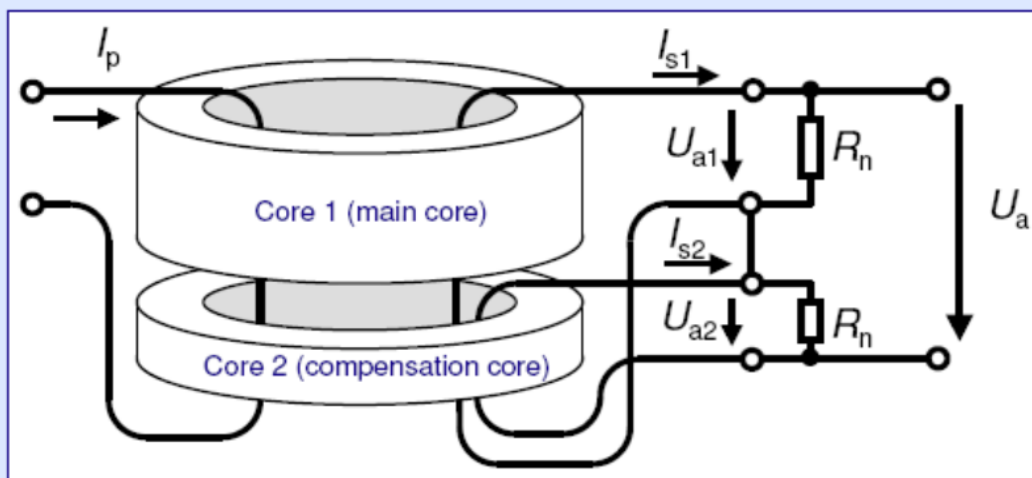 Ip
Is1
Ua1
Rn
Core 1 (main core)
Ua
Is2
Ua2
Rn
Core 2 (compensation core)